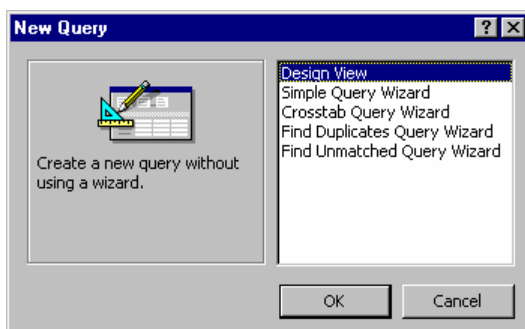 New Query
Create a new query without
using a wizard.
Design View
Simple Query Wizard
Crosstab Query Wizard
Find Duplicates Query Wizard
Find Unmatched Query Wizard
OK
Cancel